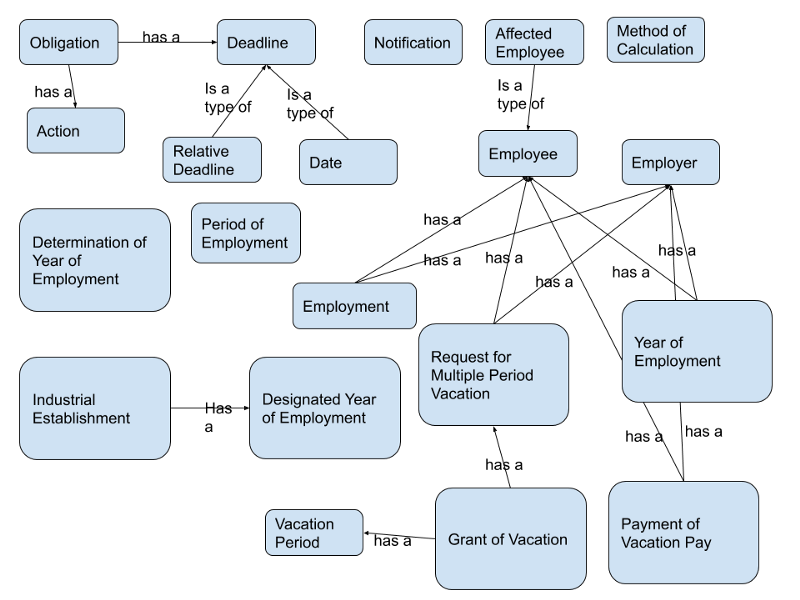 Obligation
has a
Deadline
Notification
Affected
Employee
Method of
Calculation
has a
Action
Is a
type of
Is a
type of
Is a
type of
Relative
Deadline
Date
Employee
Employer
Determination of
Year of
Employment
Period of
Employment
has a
has a
has a
has a
has a
has a
Employment
Request for
Multiple Period
Vacation
Year of
Employment
Industrial
Establishment
Has
a
Designated Year
of Employment
has a
has a
has a
Vacation
Period
has a
Grant of Vacation
Payment of
Vacation Pay